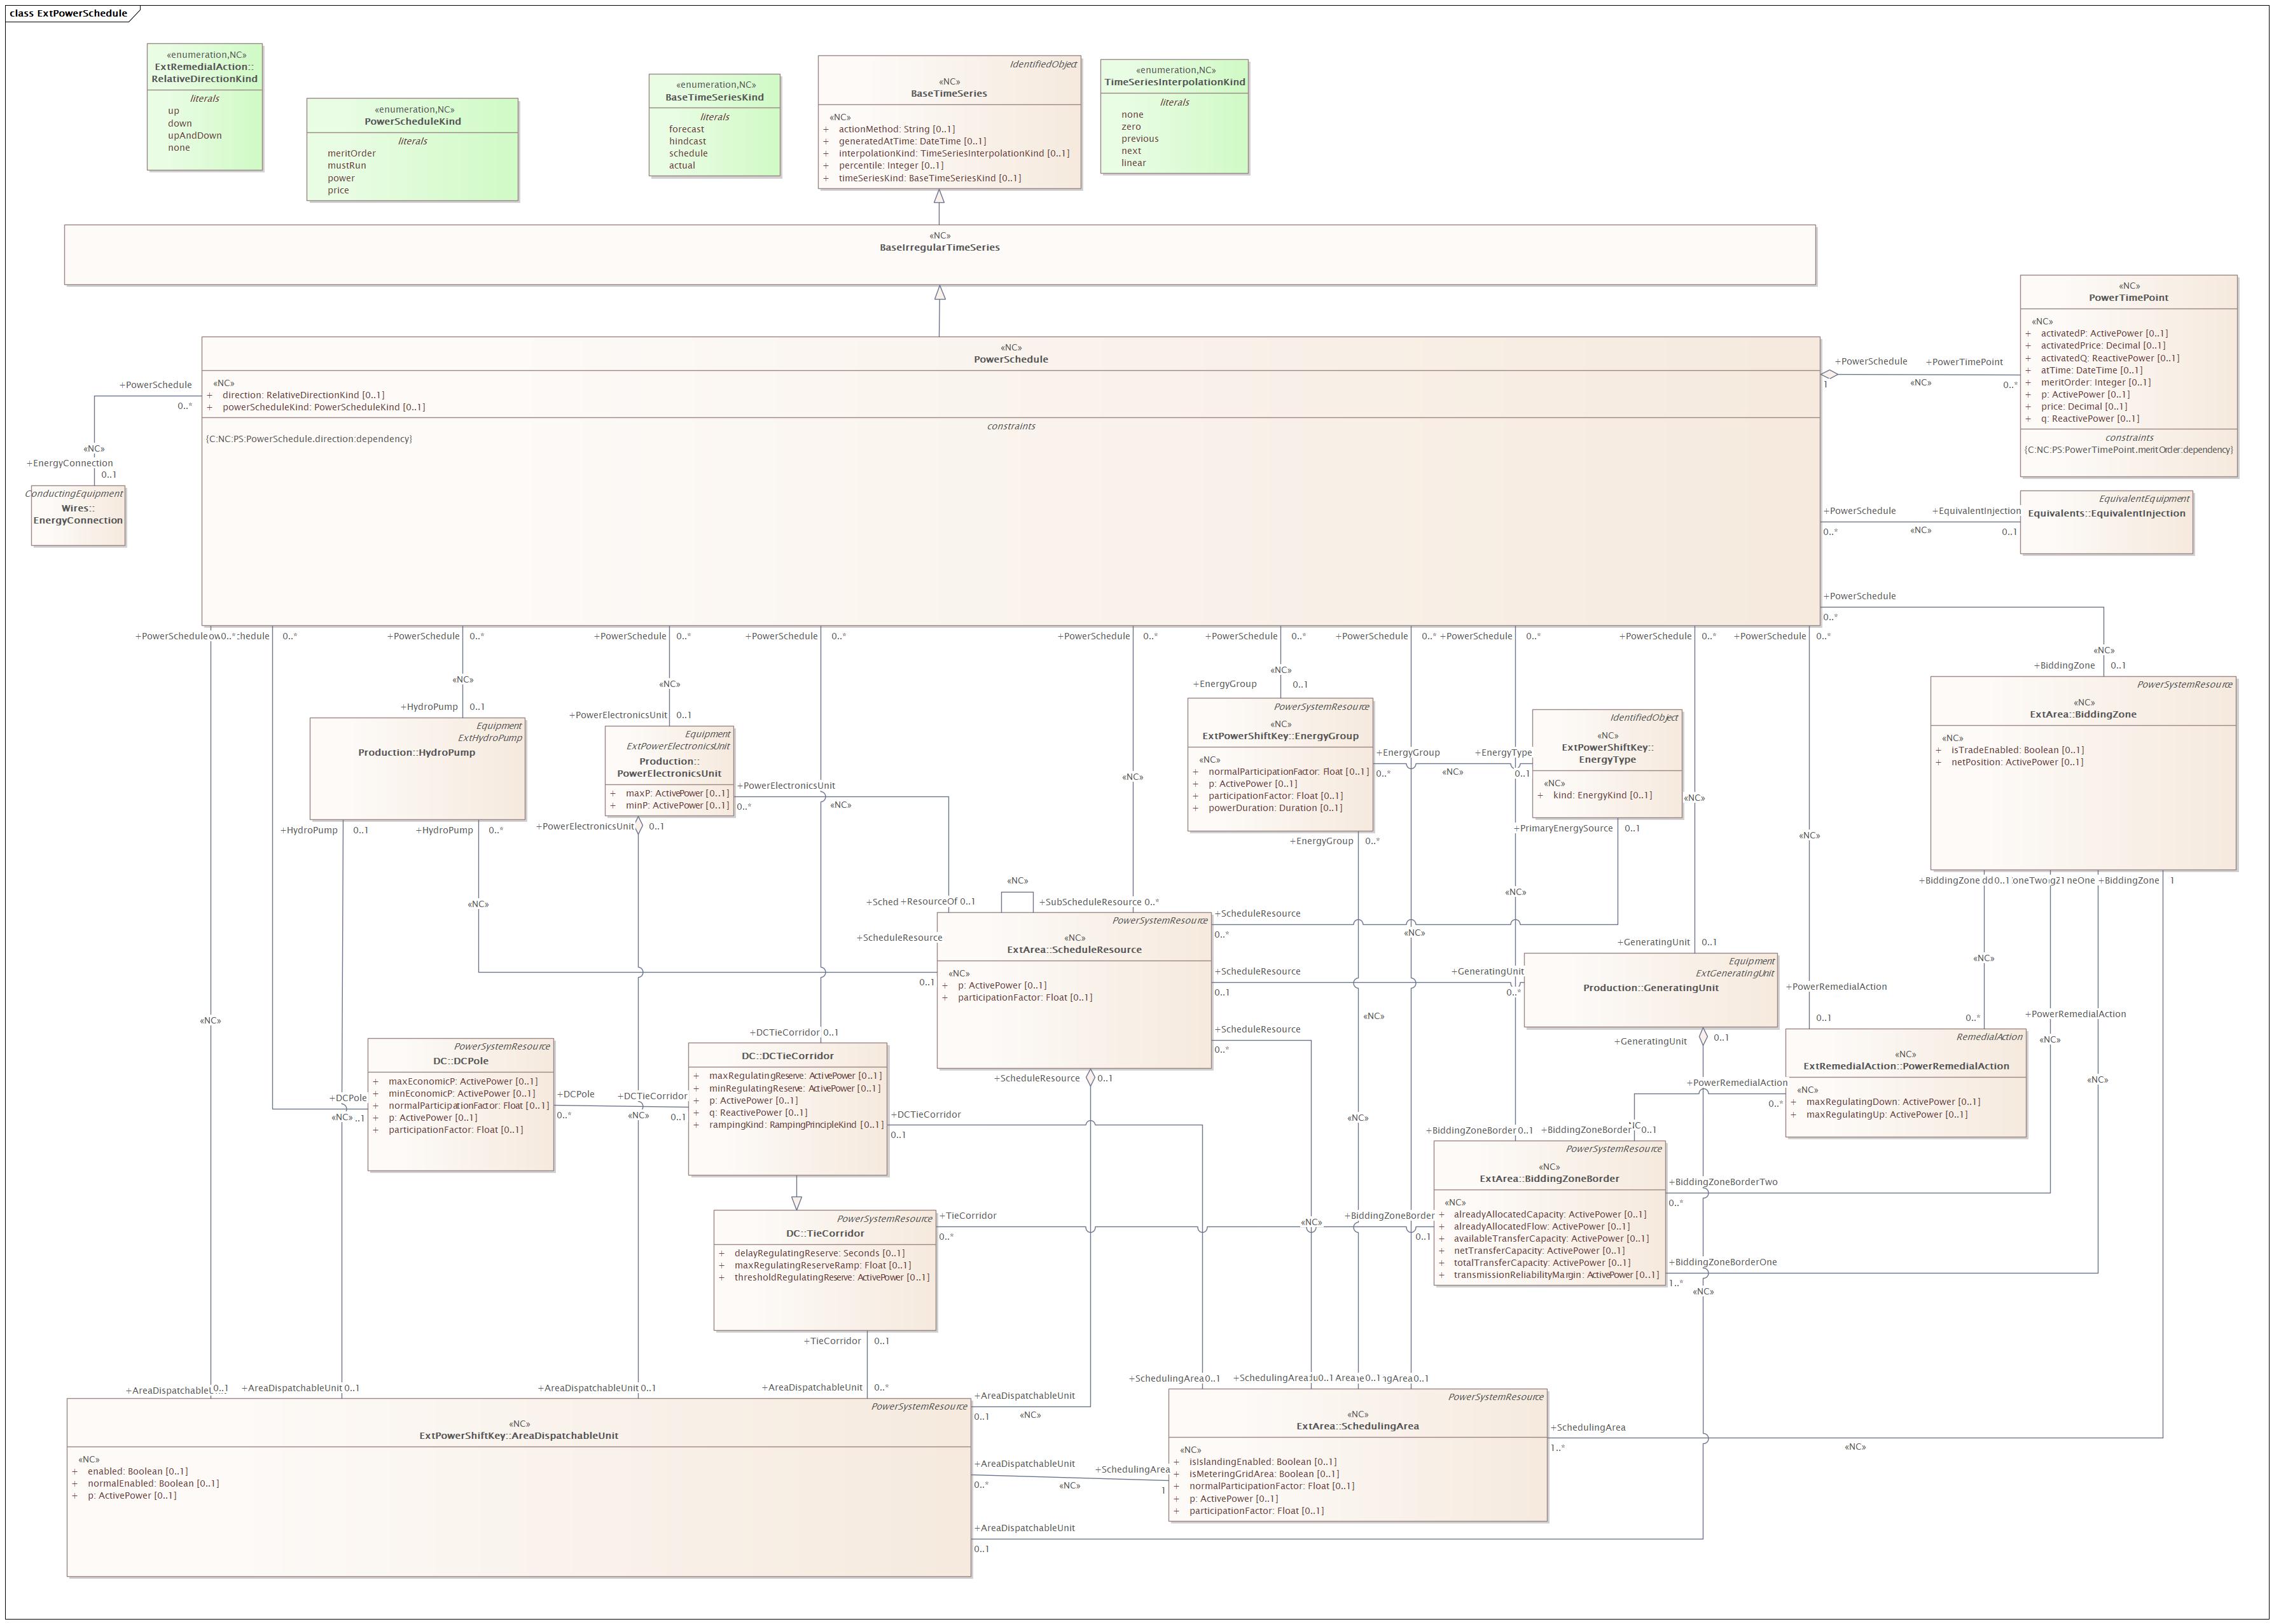 class ExtPowerSchedule
«enumeration,NC»
ExtRemedialAction::
RelativeDirectionKind
literals
up
down
upAndDown
none
«enumeration,NC»
PowerScheduleKind
literals
meritOrder
mustRun
power
price
«enumeration,NC»
BaseTimeSeriesKind
literals
forecast
hindcast
schedule
actual
IdentifiedObject
«NC»
BaseTimeSeries
«NC»
+ actionMethod: String [0..1]
+ generatedAtTime: DateTime [0..1]
+ interpolationKind: TimeSeriesInterpolationKind [0..1]
+ percentile: Integer [0..1]
+ timeSeriesKind: BaseTimeSeriesKind [0..1]
«enumeration,NC»
TimeSeriesInterpolationKind
literals
none
zero
previous
next
linear
«NC»
BaseIrregularTimeSeries
«NC»
PowerSchedule
«NC»
+ direction: RelativeDirectionKind [0..1]
+ powerScheduleKind: PowerScheduleKind [0..1]
constraints
{C:NC:PS:PowerSchedule.direction:dependency}
«NC»
PowerTimePoint
«NC»
+ activatedP: ActivePower [0..1]
+ activatedPrice: Decimal [0..1]
+ activatedQ: ReactivePower [0..1]
+ atTime: DateTime [0..1]
+ meritOrder: Integer [0..1]
+ p: ActivePower [0..1]
+ price: Decimal [0..1]
+ q: ReactivePower [0..1]
constraints
{C:NC:PS:PowerTimePoint.meritOrder:dependency}
+PowerSchedule +PowerTimePoint
1 «NC» 0..*
+PowerSchedule
0..*
«NC»
+EnergyConnection
0..1
ConductingEquipment
Wires::
EnergyConnection
+PowerSchedule +EquivalentInjection
0..* «NC» 0..1
EquivalentEquipment
Equivalents::EquivalentInjection
+PowerSchedule
0..*
«NC»
+BiddingZone 0..1
+PowerSchedule 0..* :hedule 0..*
+PowerSchedule 0..*
+PowerSchedule 0..*
+PowerSchedule 0..*
+PowerSchedule 0..*
+PowerSchedule 0..*
+PowerSchedule 0..*
+PowerSchedule 0..*
+PowerSchedule 0..*
+PowerSchedule 0..*
«NC»
+HydroPump 0..1
Equipment
ExtHydroPump
Production::HydroPump
«NC»
+PowerElectronicsUnit 0..1
Equipment
ExtPowerElectronicsUnit
Production::
PowerElectronicsUnit
+ maxP: ActivePower [0..1]
+ minP: ActivePower [0..1]
+PowerElectronicsUnit
0..* «NC»
+PowerElectronicsUnit 0..1
«NC»
«NC»
+EnergyGroup 0..1
PowerSystemResource
«NC»
ExtPowerShiftKey::EnergyGroup
«NC»
+ normalParticipationFactor: Float [0..1]
+ p: ActivePower [0..1]
+ participationFactor: Float [0..1]
+ powerDuration: Duration [0..1]
+EnergyGroup +EnergyType
0..* «NC» 0..1
+EnergyGroup 0..*
IdentifiedObject
«NC»
ExtPowerShiftKey::
EnergyType
«NC»
+ kind: EnergyKind [0..1]
+PrimaryEnergySource 0..1
«NC»
«NC»
PowerSystemResource
«NC»
ExtArea::BiddingZone
«NC»
+ isTradeEnabled: Boolean [0..1]
+ netPosition: ActivePower [0..1]
+HydroPump 0..1
+HydroPump 0..*
«NC»
+ResourceOf 0..1
«NC»
+SubScheduleResource 0..*
+ScheduleResource
0..1
PowerSystemResource
«NC»
ExtArea::ScheduleResource
«NC»
+ p: ActivePower [0..1]
+ participationFactor: Float [0..1]
+ScheduleResource
0..*
«NC»
+ScheduleResource +GeneratingUnit
0..1 0..*
+ScheduleResource
0..*
+ScheduleResource 0..1
«NC»
«NC»
+GeneratingUnit 0..1
Equipment
ExtGeneratingUnit
Production::GeneratingUnit
+GeneratingUnit 0..1
+BiddingZone 0..1 +BiddingZone 1
«NC»
0..*
+PowerRemedialAction
0..1
+PowerRemedialAction
«NC»
«NC»
RemedialAction
«NC»
ExtRemedialAction::PowerRemedialAction
«NC»
+ maxRegulatingDown: ActivePower [0..1]
+ maxRegulatingUp: ActivePower [0..1]
+PowerRemedialAction
0..*
«NC»
PowerSystemResource
DC::DCPole
+ maxEconomicP: ActivePower [0..1]
+ minEconomicP: ActivePower [0..1]
+ normalParticipationFactor: Float [0..1]
+ p: ActivePower [0..1]
+ participationFactor: Float [0..1]
+DCPole
«NC»
+DCPole +DCTieCorridor
0..* «NC» 0..1
+DCTieCorridor 0..1
DC::DCTieCorridor
+ maxRegulatingReserve: ActivePower [0..1]
+ minRegulatingReserve: ActivePower [0..1]
+ p: ActivePower [0..1]
+ q: ReactivePower [0..1]
+ rampingKind: RampingPrincipleKind [0..1]
+DCTieCorridor
0..1
+BiddingZoneBorder 0..1
+BiddingZoneBorder 0..1
PowerSystemResource
«NC»
ExtArea::BiddingZoneBorder
«NC»
+ alreadyAllocatedCapacity: ActivePower [0..1]
+ alreadyAllocatedFlow: ActivePower [0..1]
+ availableTransferCapacity: ActivePower [0..1]
+ netTransferCapacity: ActivePower [0..1]
+ totalTransferCapacity: ActivePower [0..1]
+ transmissionReliabilityMargin: ActivePower [0..1]
+BiddingZoneBorderTwo
0..*
+BiddingZoneBorderOne
1..*
«NC»
PowerSystemResource
DC::TieCorridor
+ delayRegulatingReserve: Seconds [0..1]
+ maxRegulatingReserveRamp: Float [0..1]
+ thresholdRegulatingReserve: ActivePower [0..1]
+TieCorridor «NC» +BiddingZoneBorder
0..* 0..1
+TieCorridor 0..1
+AreaDispatchableUnit 0..*
0..1
+AreaDispatchableUnit 0..1
+AreaDispatchableUnit 0..1
PowerSystemResource
«NC»
ExtPowerShiftKey::AreaDispatchableUnit
«NC»
+ enabled: Boolean [0..1]
+ normalEnabled: Boolean [0..1]
+ p: ActivePower [0..1]
+AreaDispatchableUnit
0..1 «NC»
+AreaDispatchableUnit +SchedulingArea
0..* «NC» 1
+AreaDispatchableUnit
0..1
+SchedulingArea 0..1
+SchedulingArea 0..1
0..1
0..1
PowerSystemResource
«NC»
ExtArea::SchedulingArea
«NC»
+ isIslandingEnabled: Boolean [0..1]
+ isMeteringGridArea: Boolean [0..1]
+ normalParticipationFactor: Float [0..1]
+ p: ActivePower [0..1]
+ participationFactor: Float [0..1]
+SchedulingArea
1..* «NC»